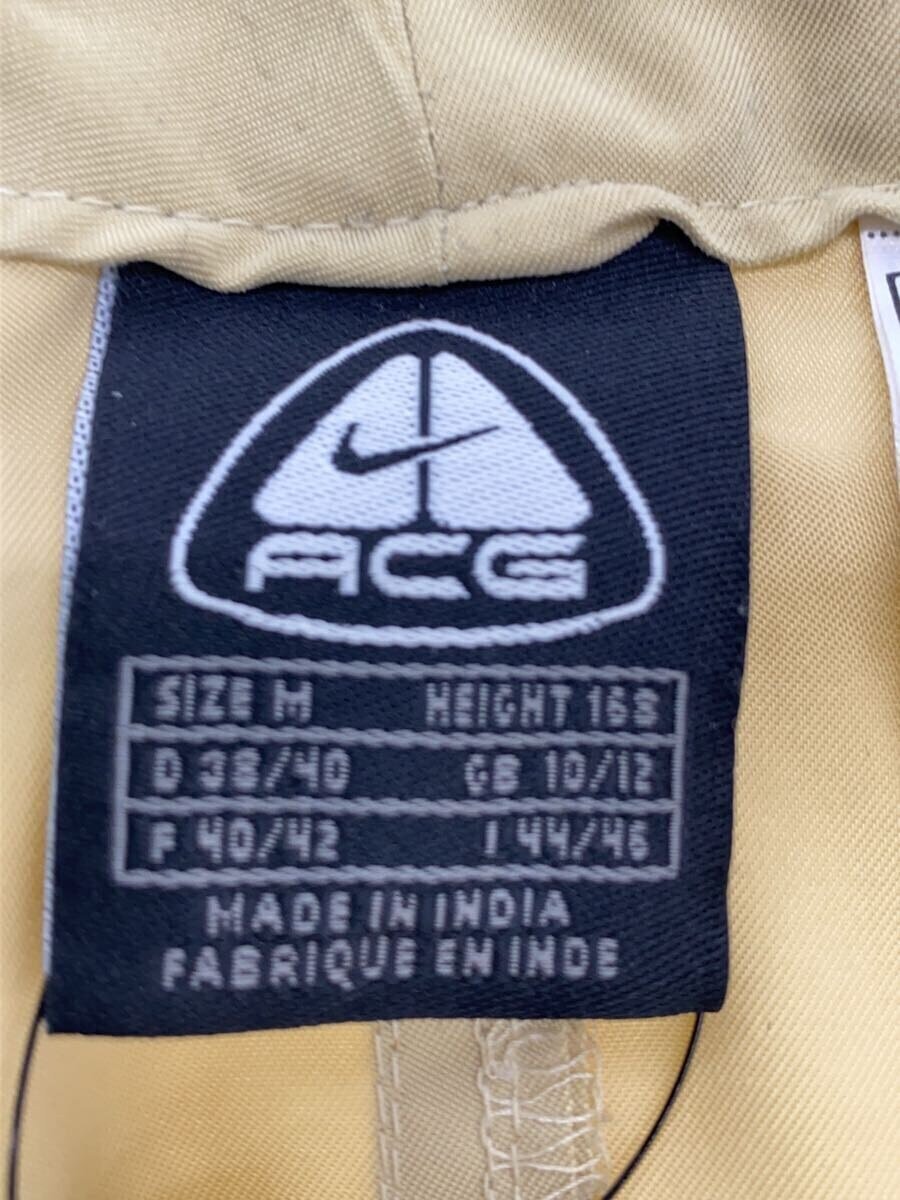 ACG
SIZE M HEIGHT 168
D 38/40 GB 10/12
F 40/42 I 44/46
MADE IN INDIA
FABRIQUE EN INDE